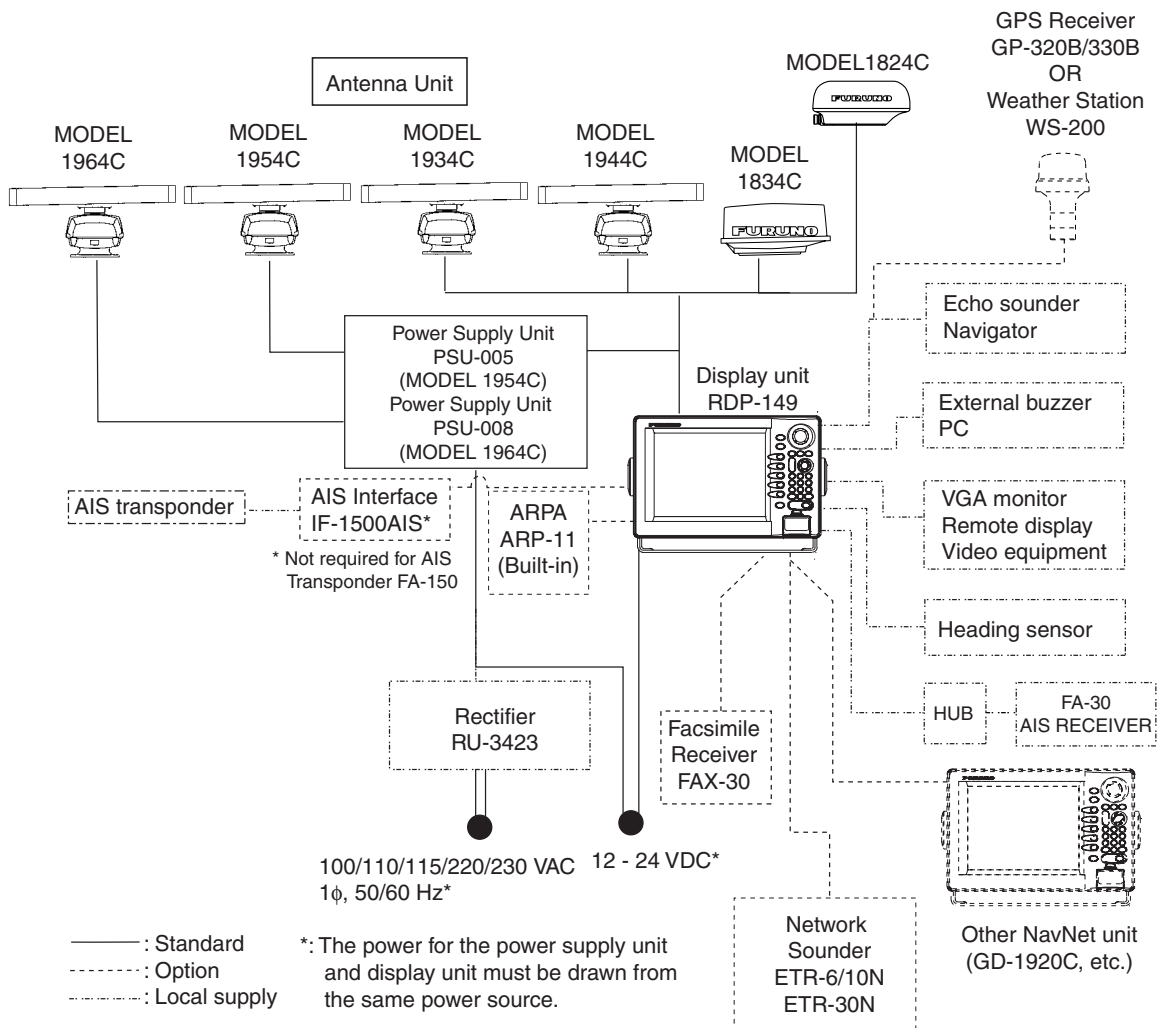 Antenna Unit
MODEL
1964C
MODEL
1954C
MODEL
1934C
MODEL
1944C
MODEL
1834C
FURUNO
MODEL1824C
FURUNO
GPS Receiver
GP-320B/330B
OR
Weather Station
WS-200
Power Supply Unit
PSU-005
(MODEL 1954C)
Power Supply Unit
PSU-008
(MODEL 1964C)
Display unit
RDP-149
Echo sounder
Navigator
External buzzer
PC
VGA monitor
Remote display
Video equipment
Heading sensor
HUB
FA-30
AIS RECEIVER
AIS transponder
AIS Interface
IF-1500AIS*
* Not required for AIS
Transponder FA-150
ARPA
ARP-11
(Built-in)
Rectifier
RU-3423
Facsimile
Receiver
FAX-30
100/110/115/220/230 VAC
1ϕ, 50/60 Hz*
12 - 24 VDC*
Network
Sounder
ETR-6/10N
ETR-30N
Other NavNet unit
(GD-1920C, etc.)
: Standard
: Option
: Local supply
*: The power for the power supply unit
and display unit must be drawn from
the same power source.